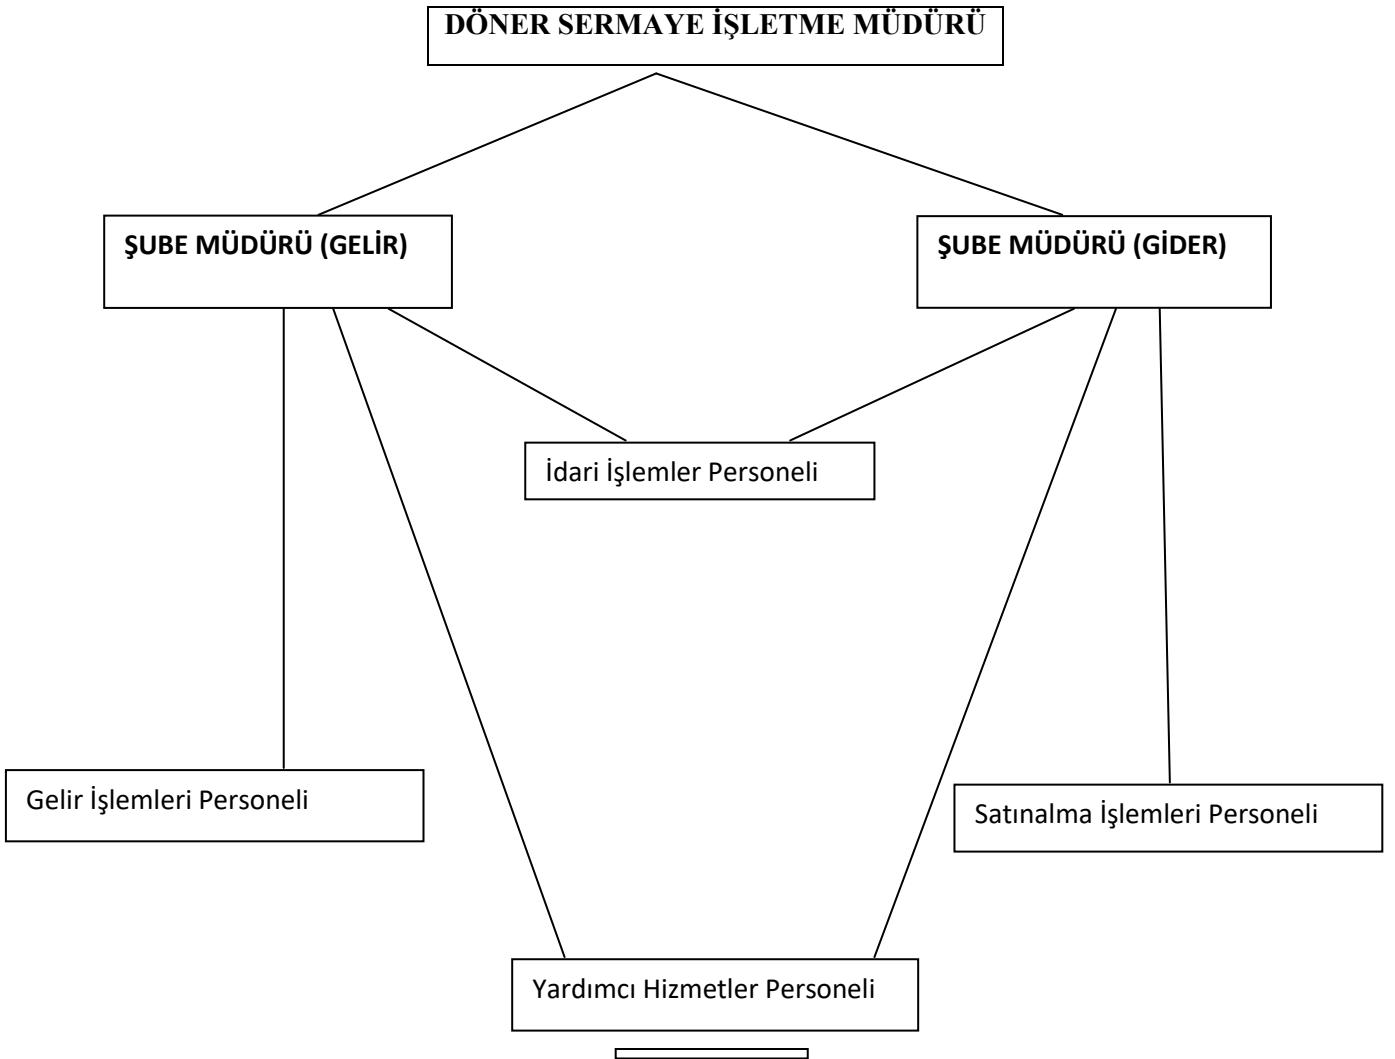 DÖNER SERMAYE İŞLETME MÜDÜRÜ
ŞUBE MÜDÜRÜ (GELİR)
ŞUBE MÜDÜRÜ (GİDER)
İdari İşlemler Personeli
Gelir İşlemleri Personeli
Satınalma İşlemleri Personeli
Yardımcı Hizmetler Personeli